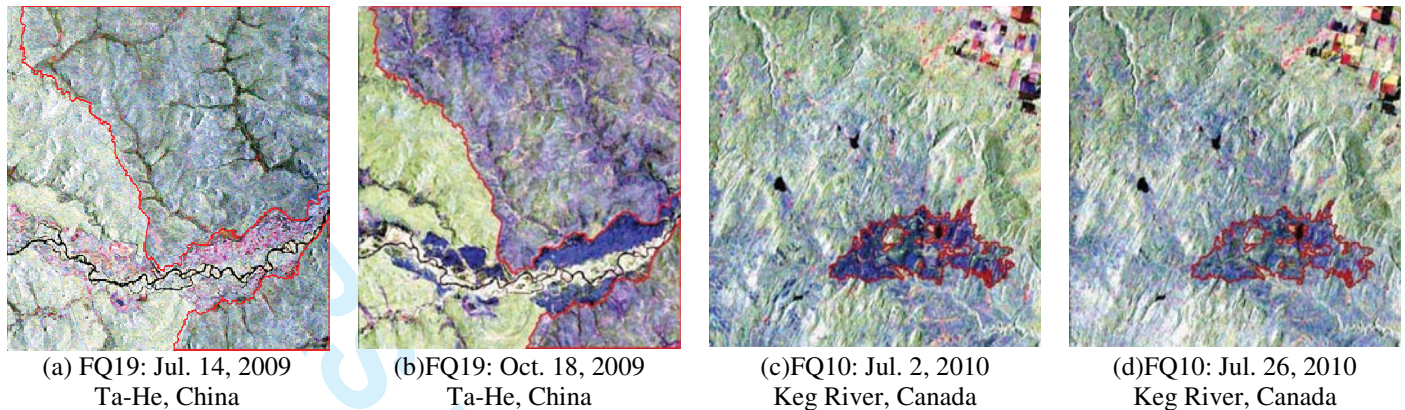 (a) FQ19: Jul. 14, 2009
Ta-He, China
(b)FQ19: Oct. 18, 2009
Ta-He, China
(c)FQ10: Jul. 2, 2010
Keg River, Canada
(d)FQ10: Jul. 26, 2010
Keg River, Canada